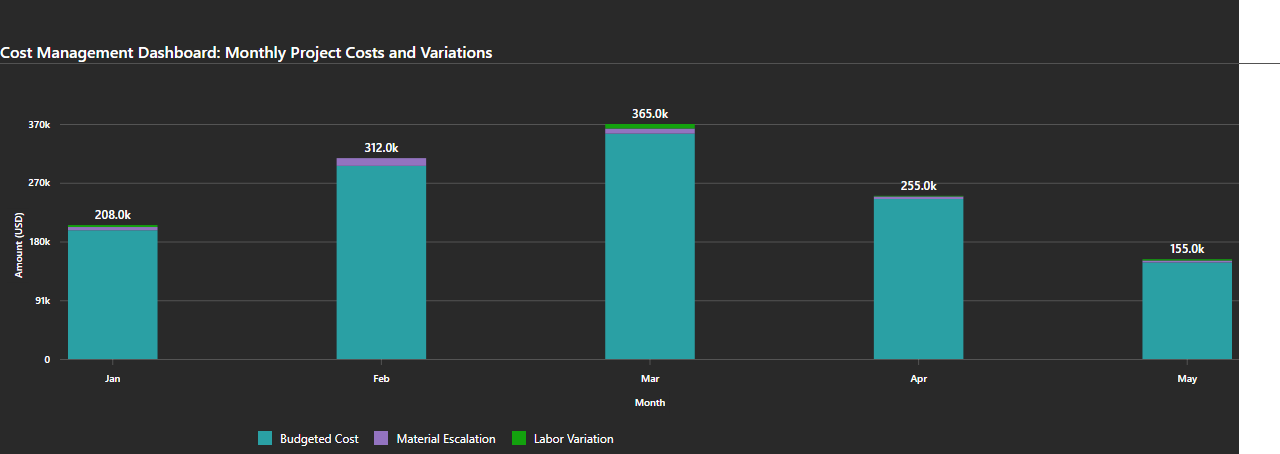 Cost Management Dashboard: Monthly Project Costs and Variations
365.0k
312.0k
255.0k
208.0k
155.0k
370k
270k
180k
91k
0
Amount (USD)
Jan Feb Mar Apr May
Month
Budgeted Cost Material Escalation Labor Variation